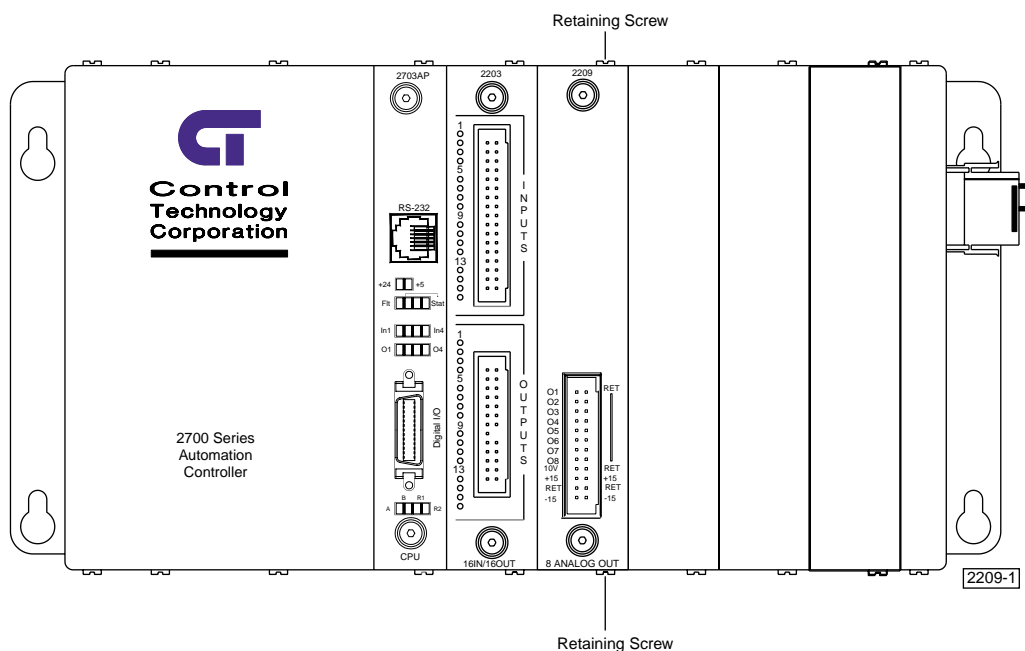 Retaining Screw
2703AP
2203
2209
CT
Control
Technology
Corporation
RS-232
+24 +5
Flt Stat
In1 In4
O1 O4
Digital I/O
B R1
A R2
CPU
1
5
9
13
INPUTS
1
5
9
13
OUTPUTS
16IN/16OUT
O1 RET
O2
O3
O4
O5
O6
O7
O8
10V RET
+15 +15
RET RET
-15 -15
8 ANALOG OUT
2700 Series
Automation
Controller
2209-1
Retaining Screw